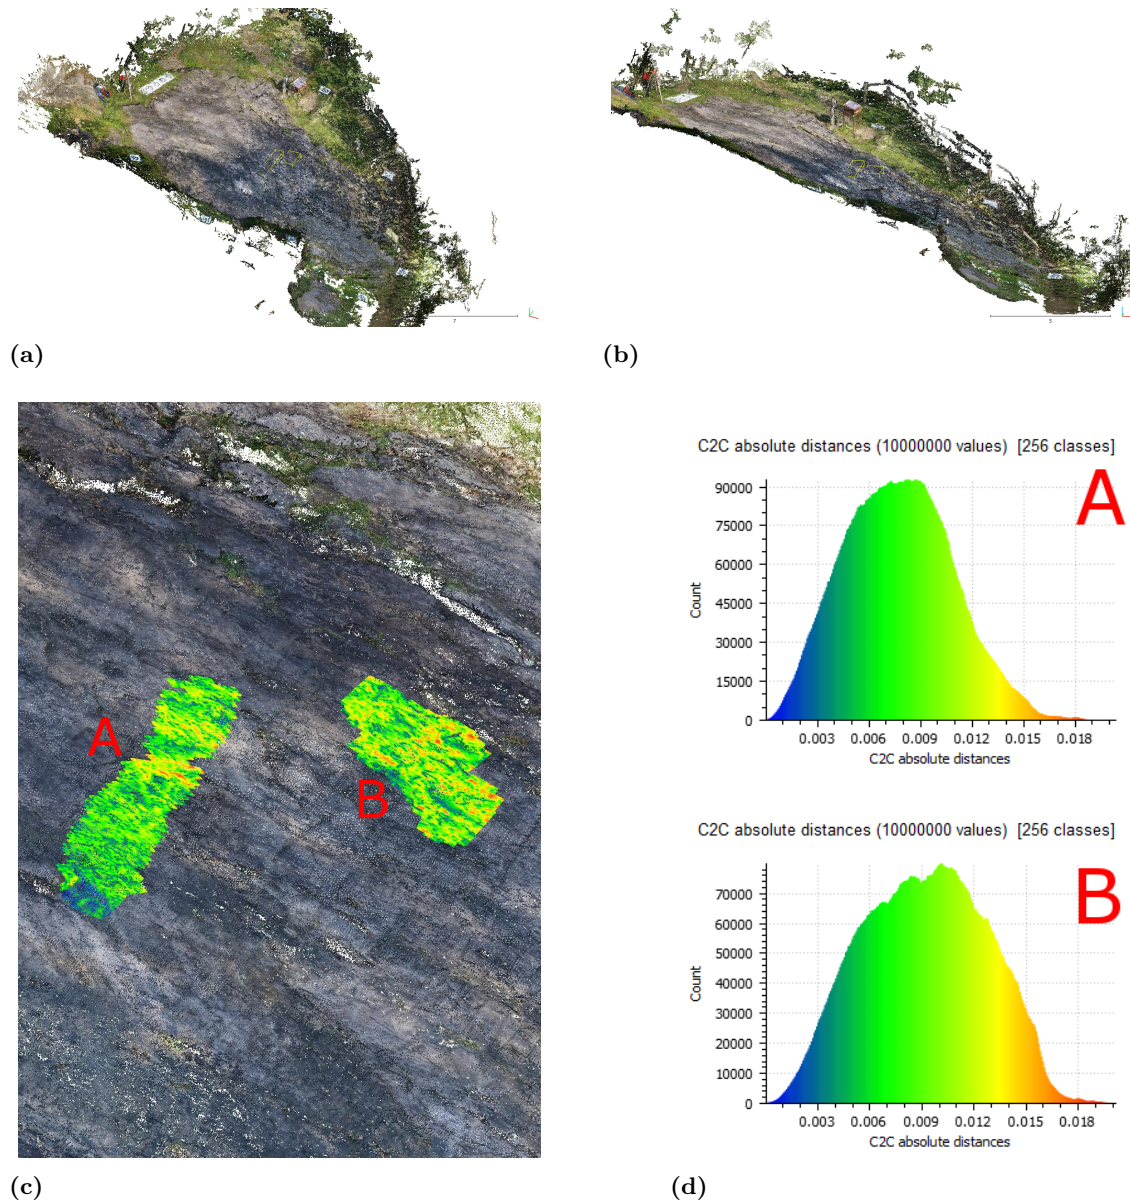 7
5
(a)
(b)
A
B
(c)
C2C absolute distances (10000000 values) [256 classes]
A
90000
75000
60000
45000
30000
15000
0
Count
0.003 0.006 0.009 0.012 0.015 0.018
C2C absolute distances
C2C absolute distances (10000000 values) [256 classes]
B
70000
60000
50000
40000
30000
20000
10000
0
Count
0.003 0.006 0.009 0.012 0.015 0.018
C2C absolute distances
(d)